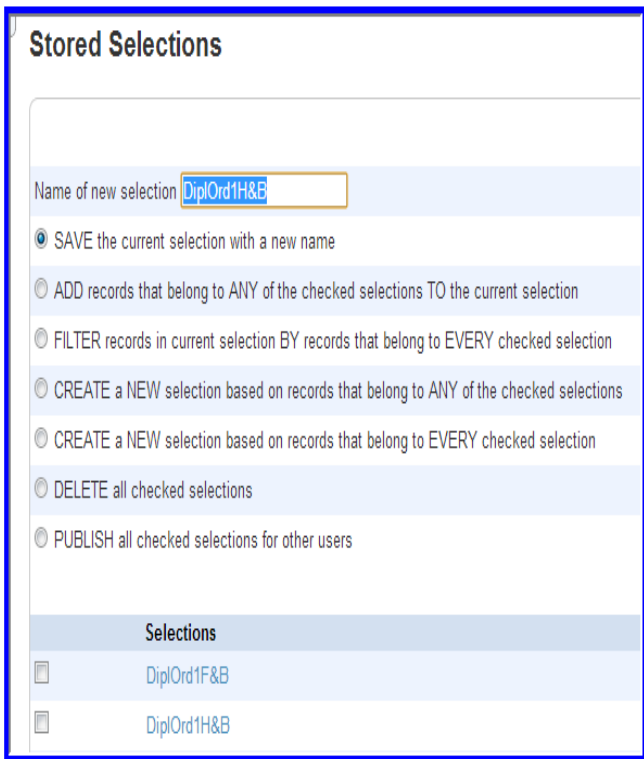 Stored Selections
Name of new selection DiplOrd1H&B
SAVE the current selection with a new name
ADD records that belong to ANY of the checked selections TO the current selection
FILTER records in current selection BY records that belong to EVERY checked selection
CREATE a NEW selection based on records that belong to ANY of the checked selections
CREATE a NEW selection based on records that belong to EVERY checked selection
DELETE all checked selections
PUBLISH all checked selections for other users
Selections
DiplOrd1F&B
DiplOrd1H&B